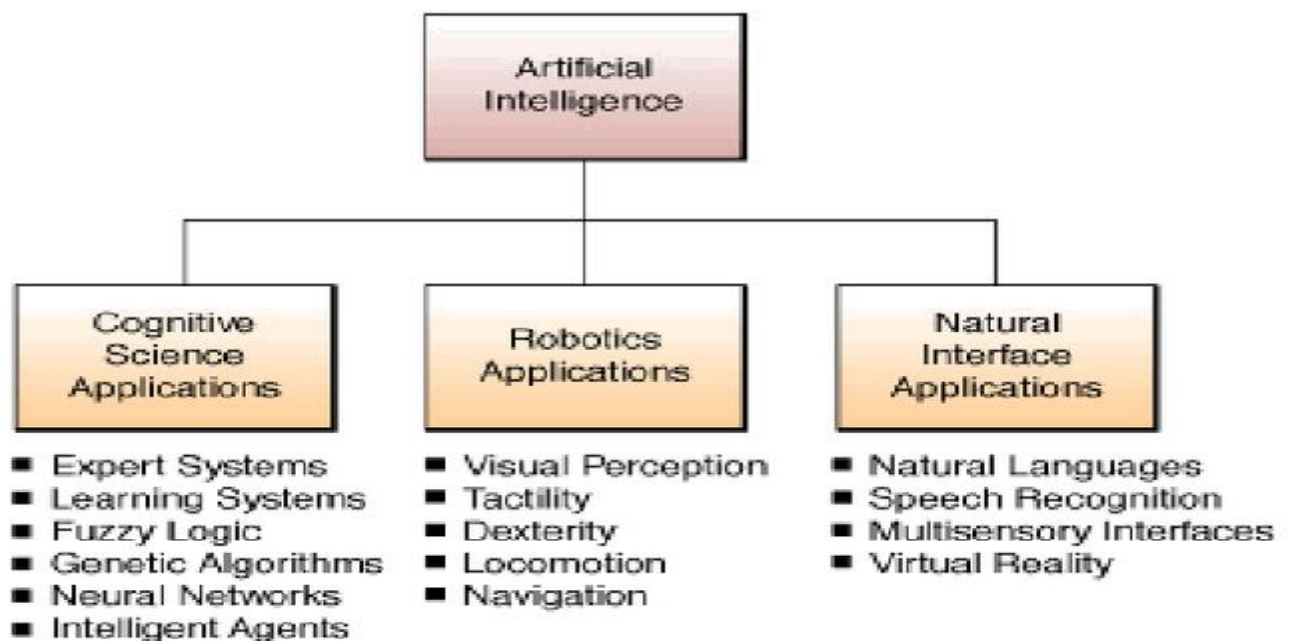 Artificial
Intelligence
Cognitive
Science
Applications
■ Expert Systems
■ Learning Systems
■ Fuzzy Logic
■ Genetic Algorithms
■ Neural Networks
■ Intelligent Agents
Robotics
Applications
■ Visual Perception
■ Tactility
■ Dexterity
■ Locomotion
■ Navigation
Natural
Interface
Applications
■ Natural Languages
■ Speech Recognition
■ Multisensory Interfaces
■ Virtual Reality